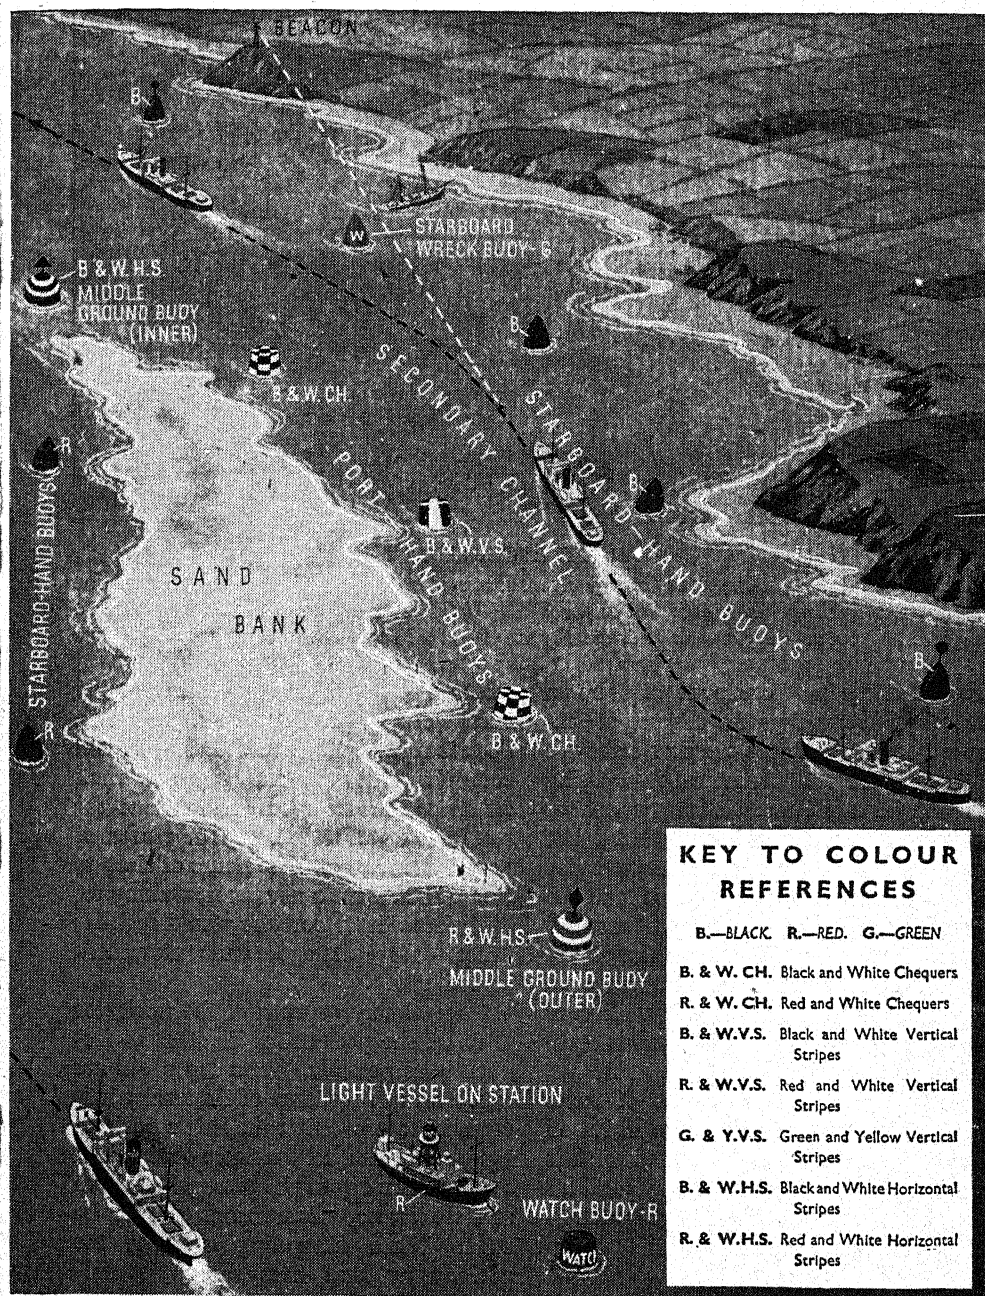 BEACON
B
STARBOARD
WRECK BUOY-G
W
B & W.H.S
MIDDLE
GROUND BUOY
(INNER)
B
B & W.CH.
SECONDARY CHANNEL
STARBOARD-HAND BUOYS
R
PORT HAND BUOYS
B
B & W.V.S.
STARBOARD-HAND BUOYS
SAND
BANK
B
R
B & W.CH.
R & W.H.S.
MIDDLE GROUND BUOY
(OUTER)
LIGHT VESSEL ON STATION
R
WATCH BUOY-R
KEY TO COLOUR
REFERENCES
B.—BLACK. R.—RED. G.—GREEN
B. & W. CH. Black and White Chequers
R. & W. CH. Red and White Chequers
B. & W.V.S. Black and White Vertical
Stripes
R. & W.V.S. Red and White Vertical
Stripes
G. & Y.V.S. Green and Yellow Vertical
Stripes
B. & W.H.S. Black and White Horizontal
Stripes
R. & W.H.S. Red and White Horizontal
Stripes